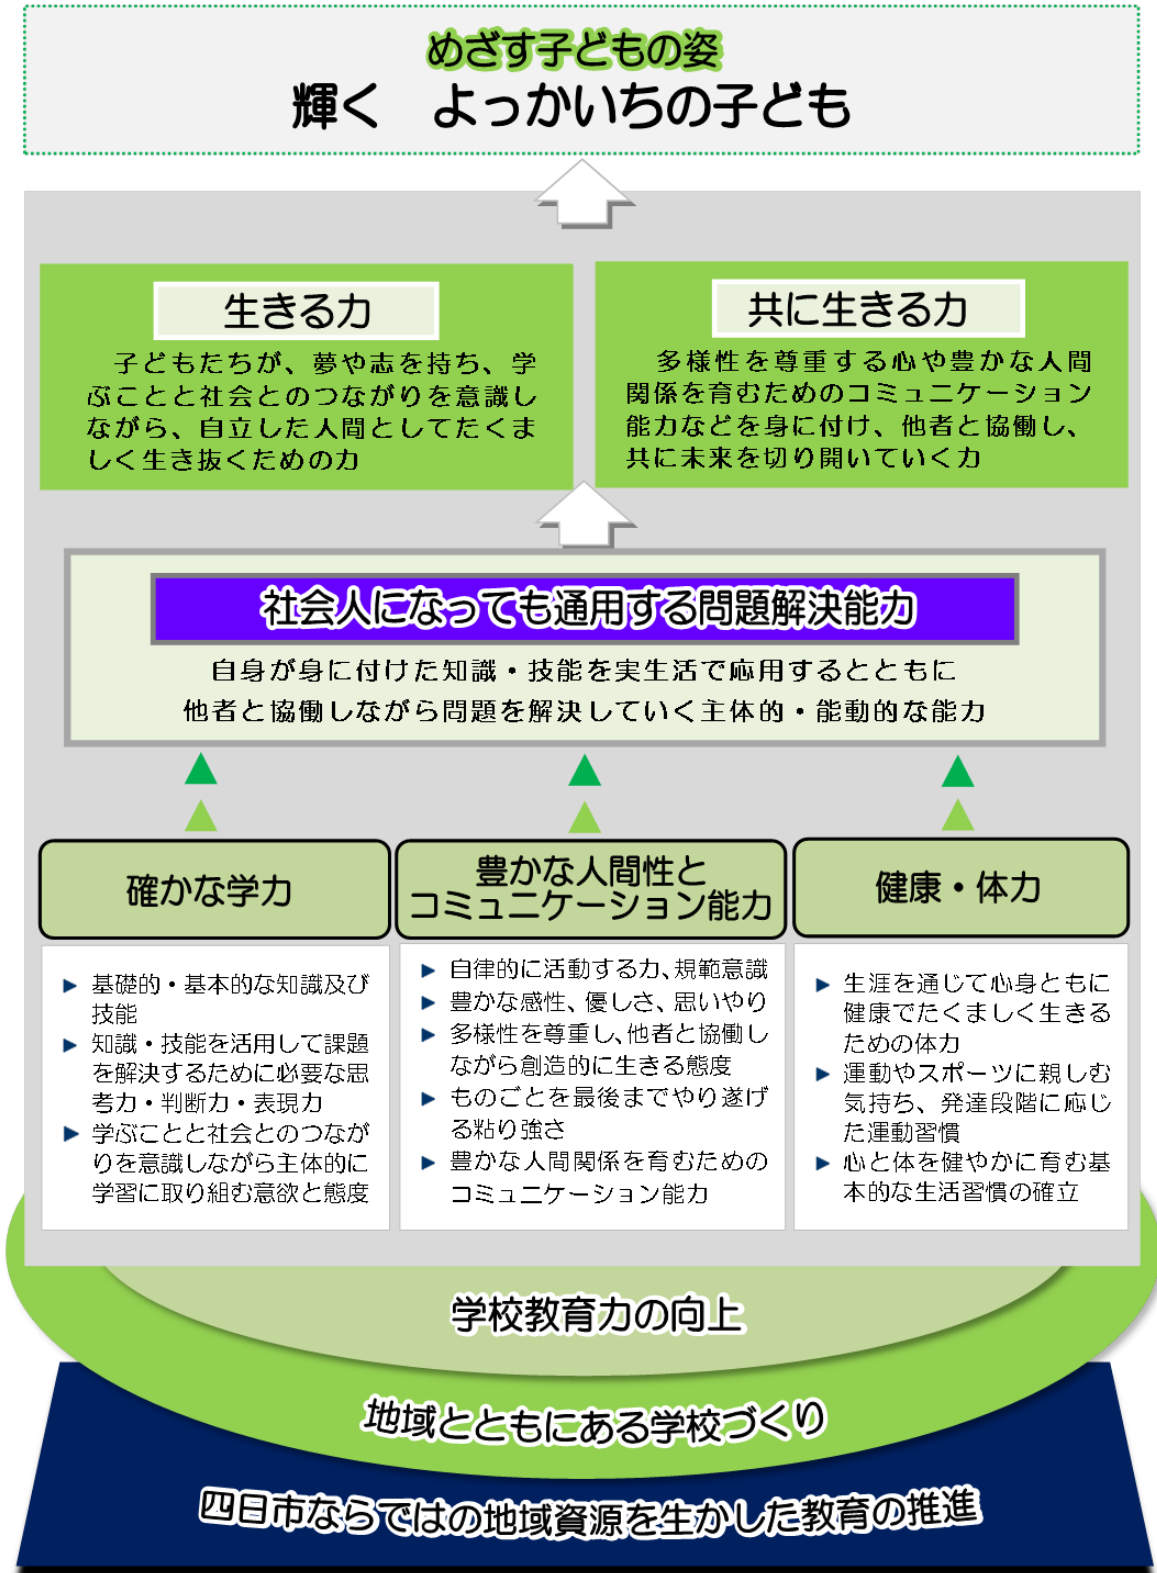 めざす子どもの姿
輝く　よっかいちの子ども
生きる力
子どもたちが、夢や志を持ち、学
ぶことと社会とのつながりを意識し
ながら、自立した人間としてたくま
しく生き抜くための力
共に生きる力
多様性を尊重する心や豊かな人間
関係を育むためのコミュニケーション
能力などを身に付け、他者と協働し、
共に未来を切り開いていく力
社会人になっても通用する問題解決能力
自身が身に付けた知識・技能を実生活で応用するとともに
他者と協働しながら問題を解決していく主体的・能動的な能力
確かな学力
基礎的・基本的な知識及び
技能
知識・技能を活用して課題
を解決するために必要な思
考力・判断力・表現力
学ぶことと社会とのつなが
りを意識しながら主体的に
学習に取り組む意欲と態度
豊かな人間性と
コミュニケーション能力
自律的に活動する力、規範意識
豊かな感性、優しさ、思いやり
多様性を尊重し、他者と協働し
ながら創造的に生きる態度
ものごとを最後までやり遂げ
る粘り強さ
豊かな人間関係を育むための
コミュニケーション能力
健康・体力
生涯を通じて心身ともに
健康でたくましく生きる
ための体力
運動やスポーツに親しむ
気持ち、発達段階に応じ
た運動習慣
心と体を健やかに育む基
本的な生活習慣の確立
学校教育力の向上
地域とともにある学校づくり
四日市ならではの地域資源を生かした教育の推進